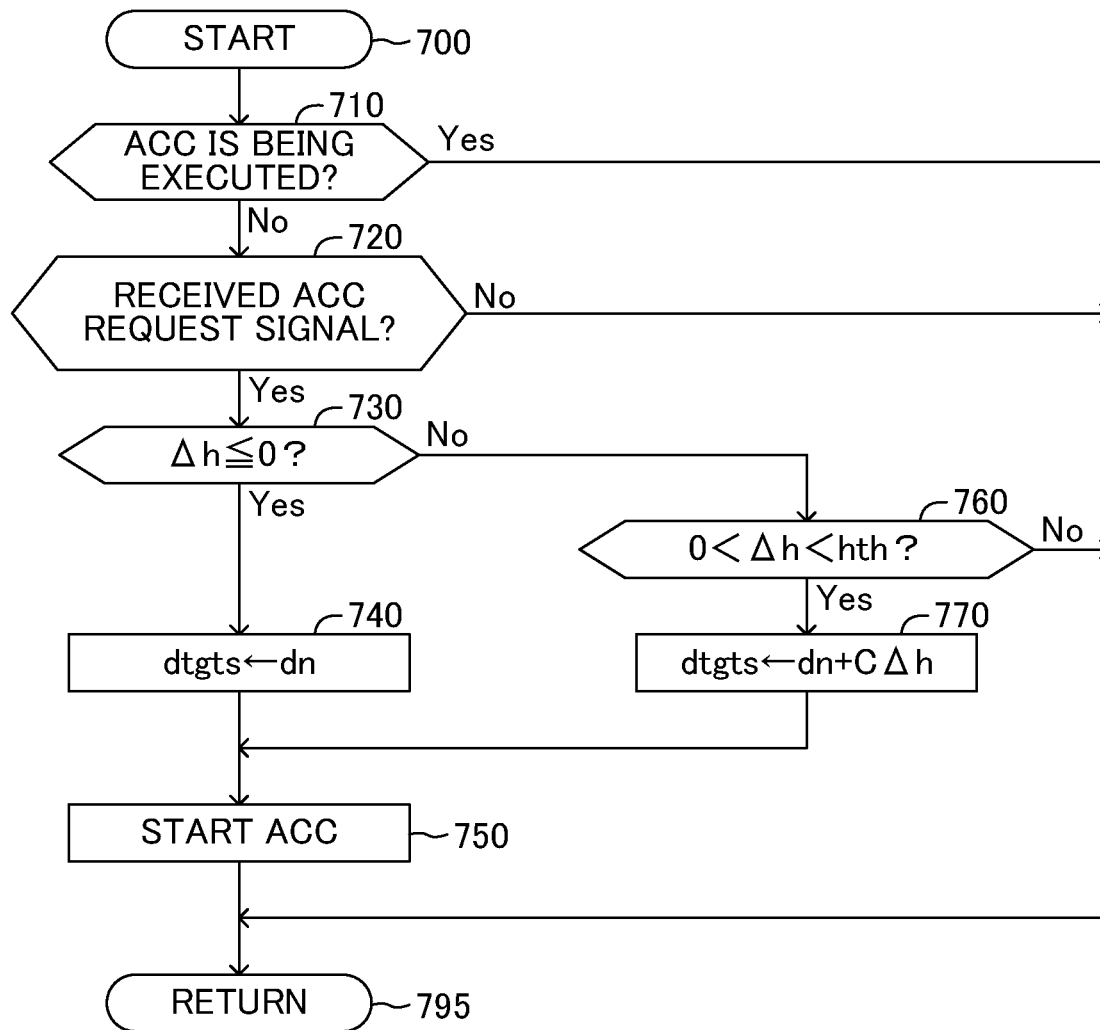 START
700
710
ACC IS BEING
EXECUTED?
Yes
No
720
RECEIVED ACC
REQUEST SIGNAL?
No
Yes
730
Δh≦0?
No
Yes
760
0<Δh<hth?
No
Yes
740
dtgts←dn
770
dtgts←dn+CΔh
START ACC
750
RETURN
795